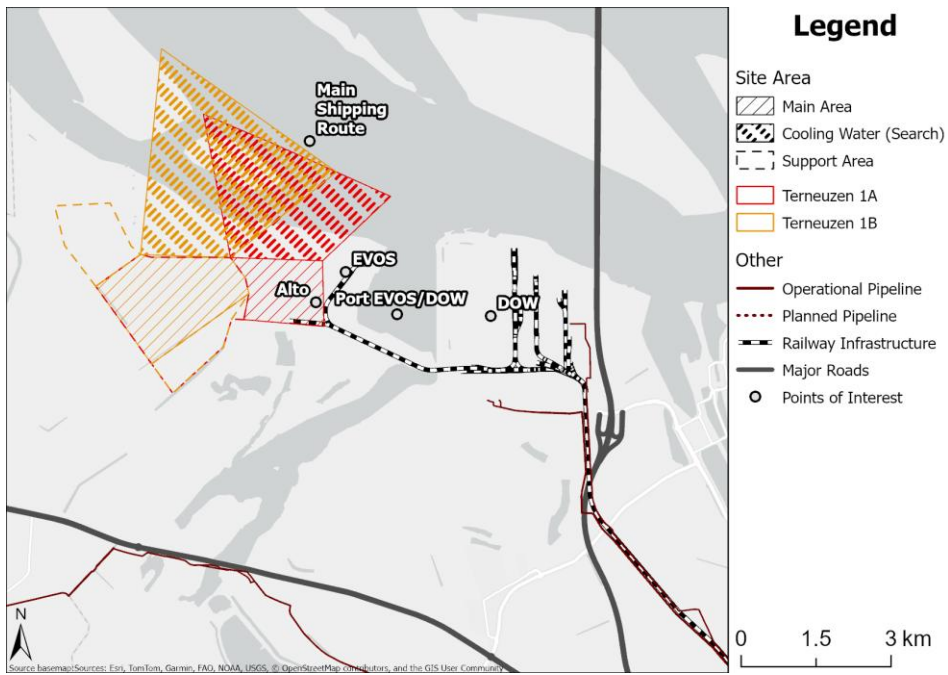 Main
Shipping
Route
EVOS
Alto
Port EVOS/DOW
DOW
N
Source basemap:Sources: Esri, TomTom, Garmin, FAO, NOAA, USGS, © OpenStreetMap contributors, and the GIS User Community
Legend
Site Area
Main Area
Cooling Water (Search)
Support Area
Terneuzen 1A
Terneuzen 1B
Other
Operational Pipeline
Planned Pipeline
Railway Infrastructure
Major Roads
Points of Interest
0 1.5 3 km